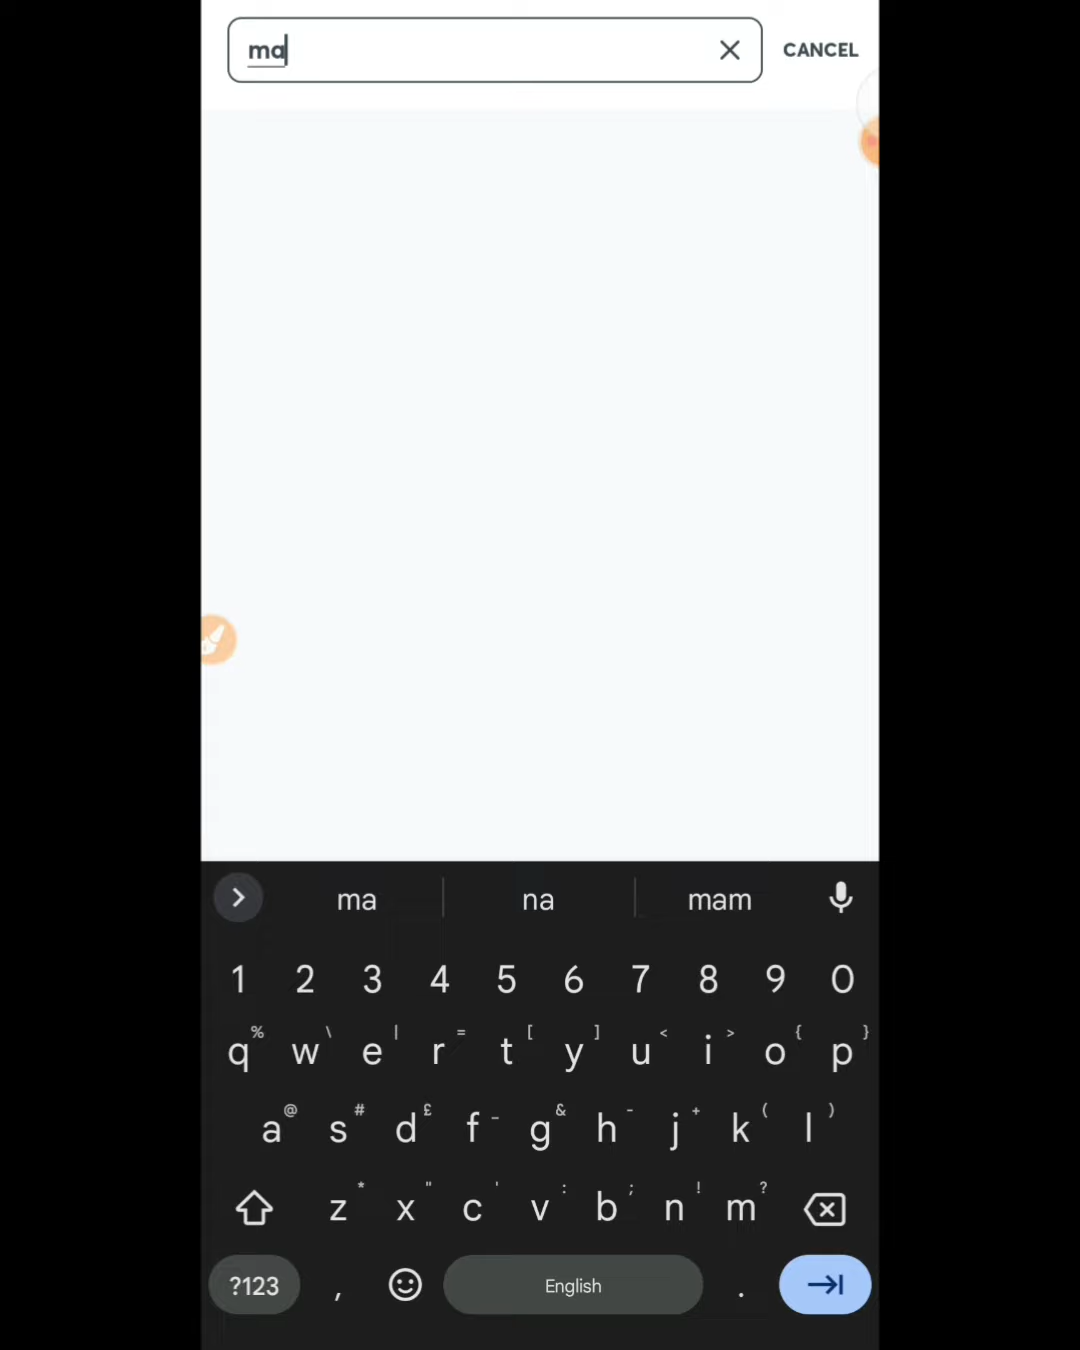 ma
CANCEL
ma na mam
1 2 3 4 5 6 7 8 9 0
% \ | = [ ] < > { }
q w e r t y u i o p
@ # £ _ & - + ( )
a s d f g h j k l
* " ' : ; ! ?
z x c v b n m
?123 , English .